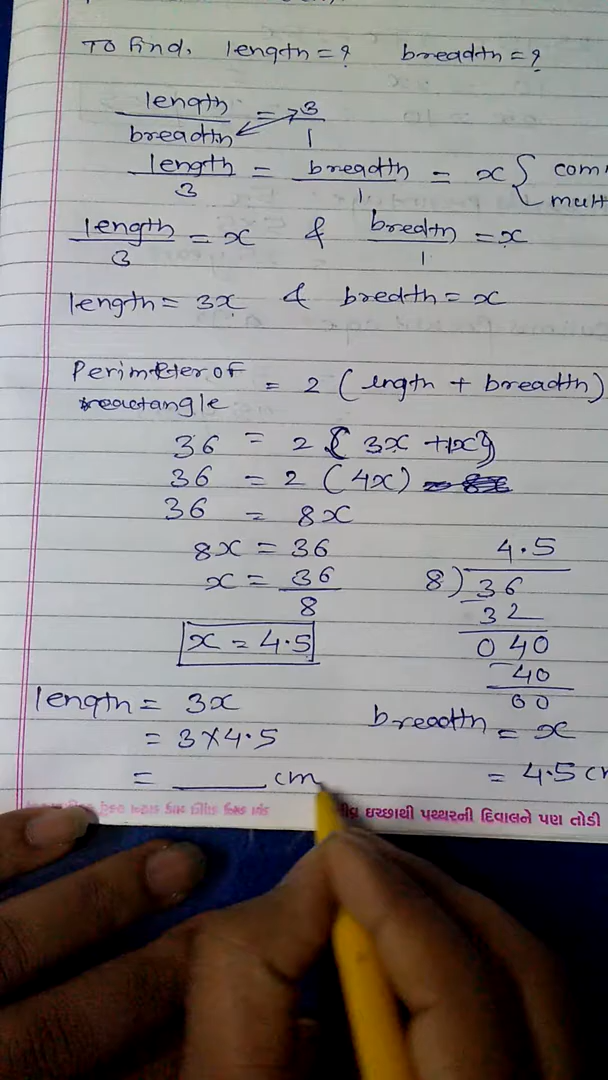 To find, length = ? breadth = ?
length / breadth = 3 / 1
length / 3 = breadth / 1 = x { com
mult
length / 3 = x & bredth / 1 = x
length = 3x & bredth = x
Perimeter of reactangle = 2 (length + breadth)
36 = 2 { 3x + 1x }
36 = 2 (4x)
36 = 8x
8x = 36
x = 36 / 8
x = 4.5
4.5
8) 36
32
040
40
00
length = 3x
= 3 × 4.5
= ____ cm
breadth = x
= 4.5 cm
ઇચ્છાથી પથ્થરની દિવાલને પણ તોડી